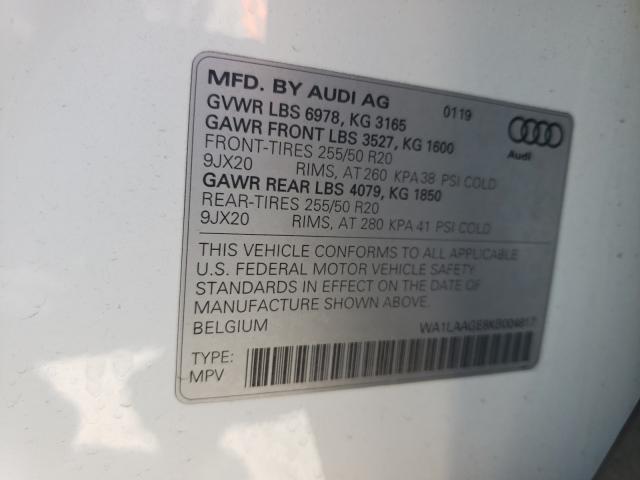 MFD. BY AUDI AG
0119
GVWR LBS 6978, KG 3165
GAWR FRONT LBS 3527, KG 1600
FRONT-TIRES 255/50 R20
9JX20 RIMS, AT 260 KPA 38 PSI COLD
GAWR REAR LBS 4079, KG 1850
REAR-TIRES 255/50 R20
9JX20 RIMS, AT 280 KPA 41 PSI COLD
Audi
THIS VEHICLE CONFORMS TO ALL APPLICABLE
U.S. FEDERAL MOTOR VEHICLE SAFETY
STANDARDS IN EFFECT ON THE DATE OF
MANUFACTURE SHOWN ABOVE.
BELGIUM
TYPE:
MPV